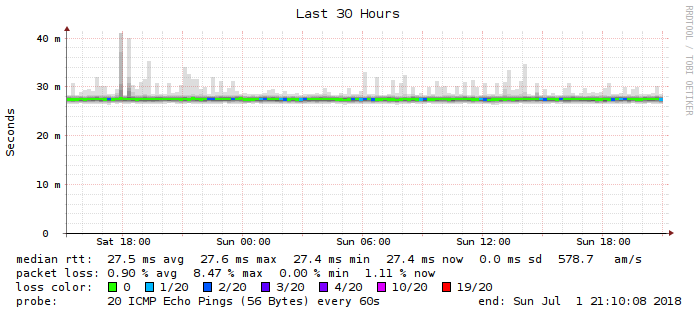 Last 30 Hours
RRDTOOL / TOBI OETIKER
Seconds
40 m
30 m
20 m
10 m
0
Sat 18:00 Sun 00:00 Sun 06:00 Sun 12:00 Sun 18:00
median rtt: 27.5 ms avg 27.6 ms max 27.4 ms min 27.4 ms now 0.0 ms sd 578.7 am/s
packet loss: 0.90 % avg 8.47 % max 0.00 % min 1.11 % now
loss color: 0 1/20 2/20 3/20 4/20 10/20 19/20
probe: 20 ICMP Echo Pings (56 Bytes) every 60s end: Sun Jul 1 21:10:08 2018